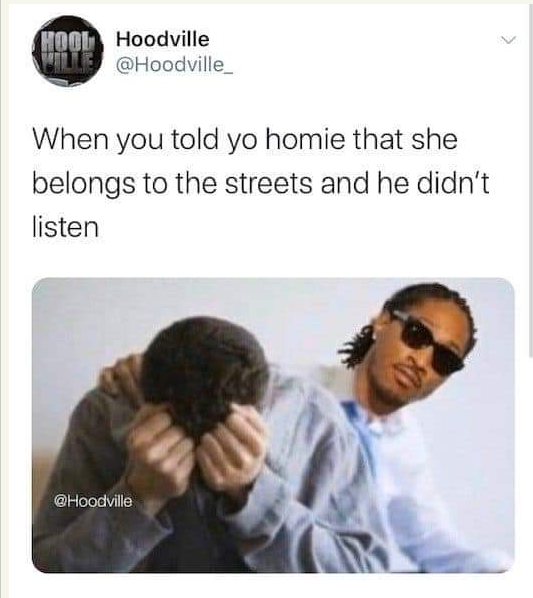 HOOD
VILLE
Hoodville
@Hoodville_
When you told yo homie that she
belongs to the streets and he didn't
listen
@Hoodville